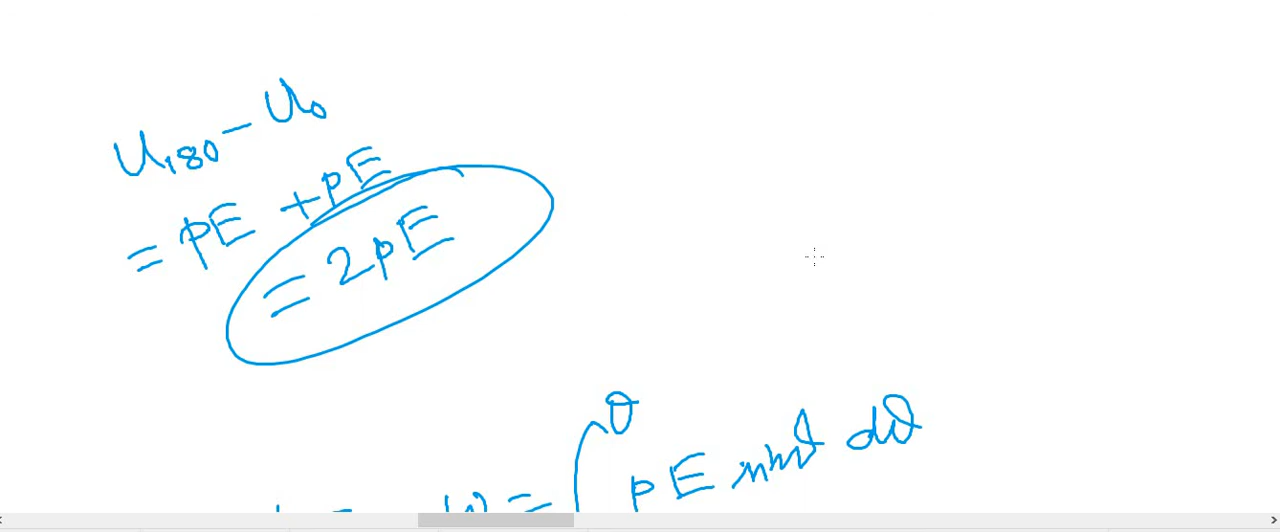 U₁₈₀ − U₀
= pE + pE
= 2pE
W = ∫^θ pE sinθ dθ